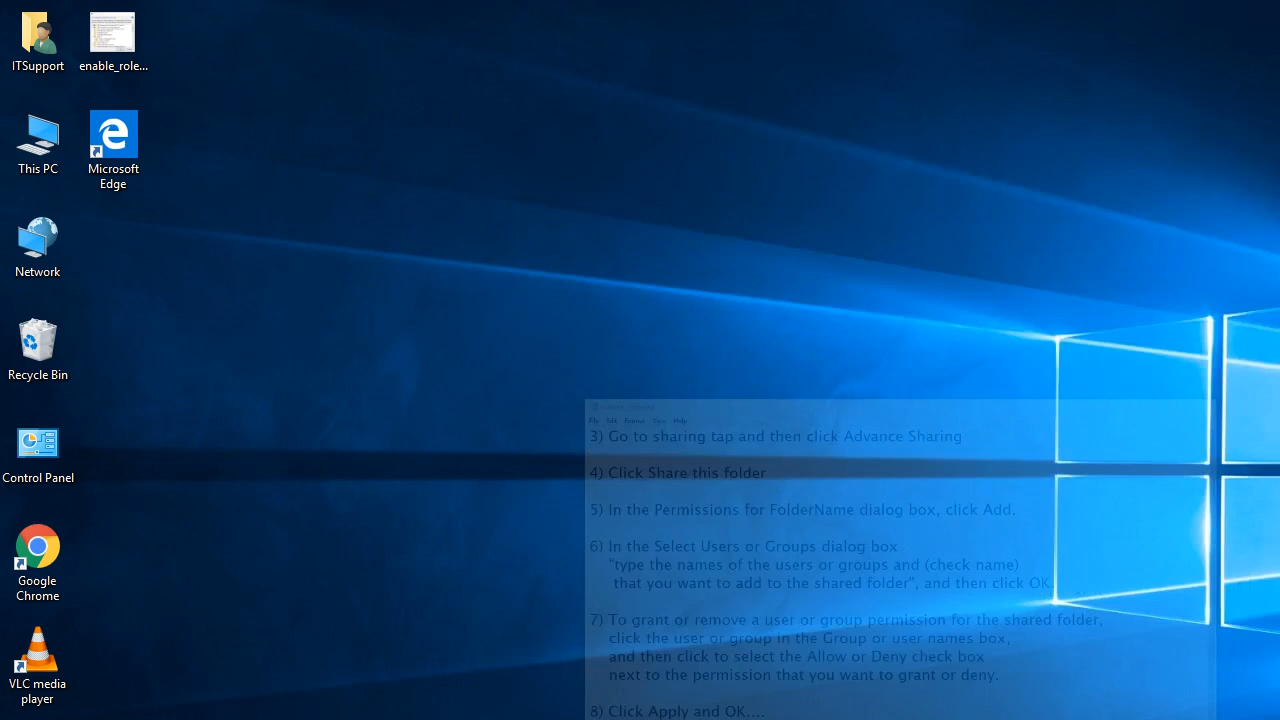 ITSupport
enable_role...
This PC
Microsoft
Edge
Network
Recycle Bin
Control Panel
Google
Chrome
VLC media
player
File Edit Format View Help
3) Go to sharing tap and then click Advance Sharing
4) Click Share this folder
5) In the Permissions for FolderName dialog box, click Add.
6) In the Select Users or Groups dialog box
"type the names of the users or groups and (check name)
that you want to add to the shared folder", and then click OK.
7) To grant or remove a user or group permission for the shared folder,
click the user or group in the Group or user names box,
and then click to select the Allow or Deny check box
next to the permission that you want to grant or deny.
8) Click Apply and OK....